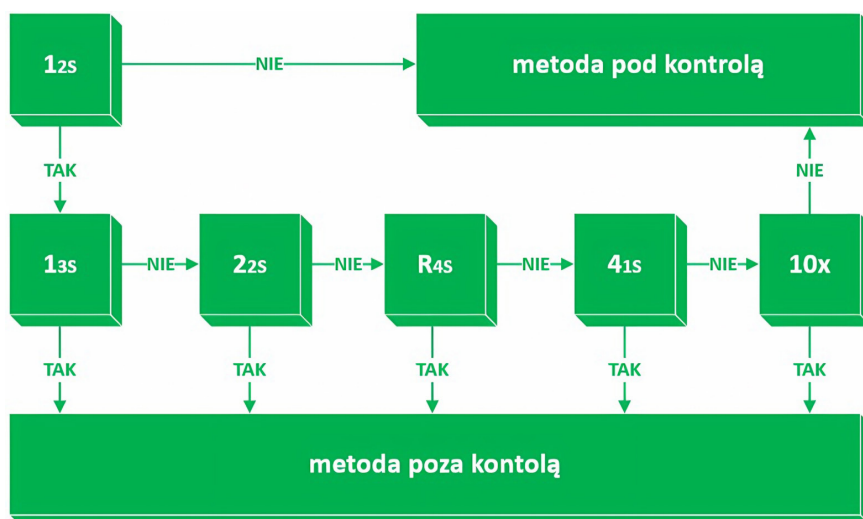 1₂ₛ
NIE
metoda pod kontrolą
TAK
NIE
1₃ₛ
NIE
2₂ₛ
NIE
R₄ₛ
NIE
4₁ₛ
NIE
10x
TAK
TAK
TAK
TAK
TAK
metoda poza kontolą